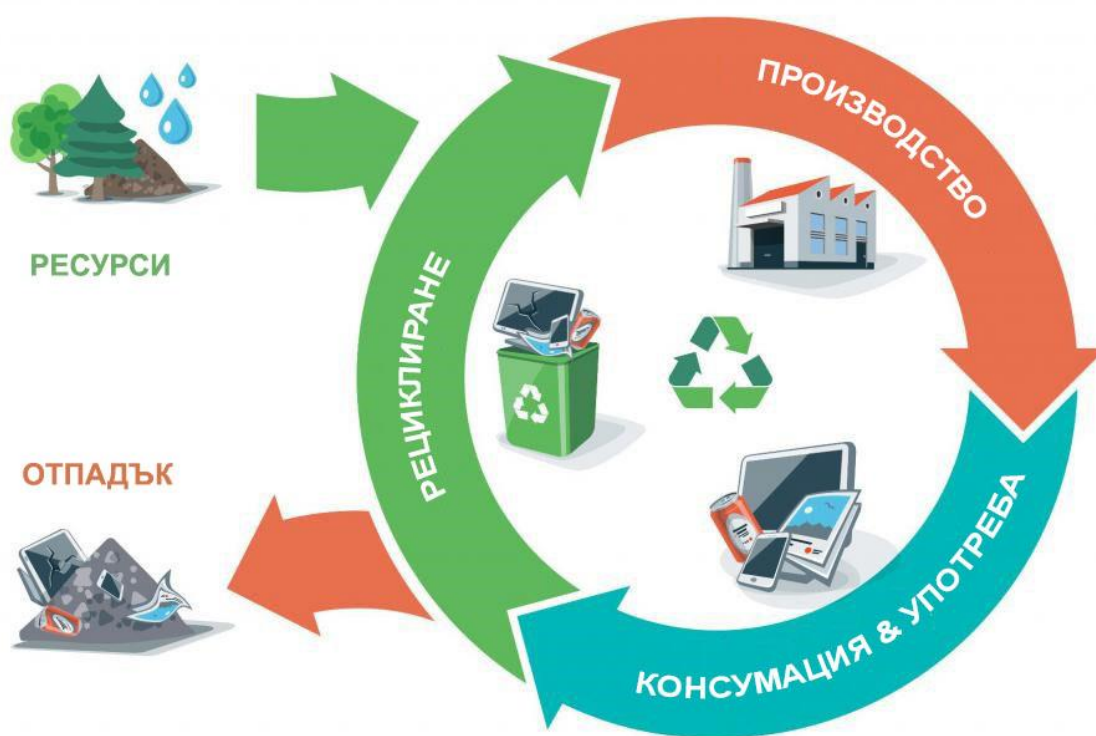 ПРОИЗВОДСТВО
РЕСУРСИ
РЕЦИКЛИРАНЕ
ОТПАДЪК
КОНСУМАЦИЯ & УПОТРЕБА